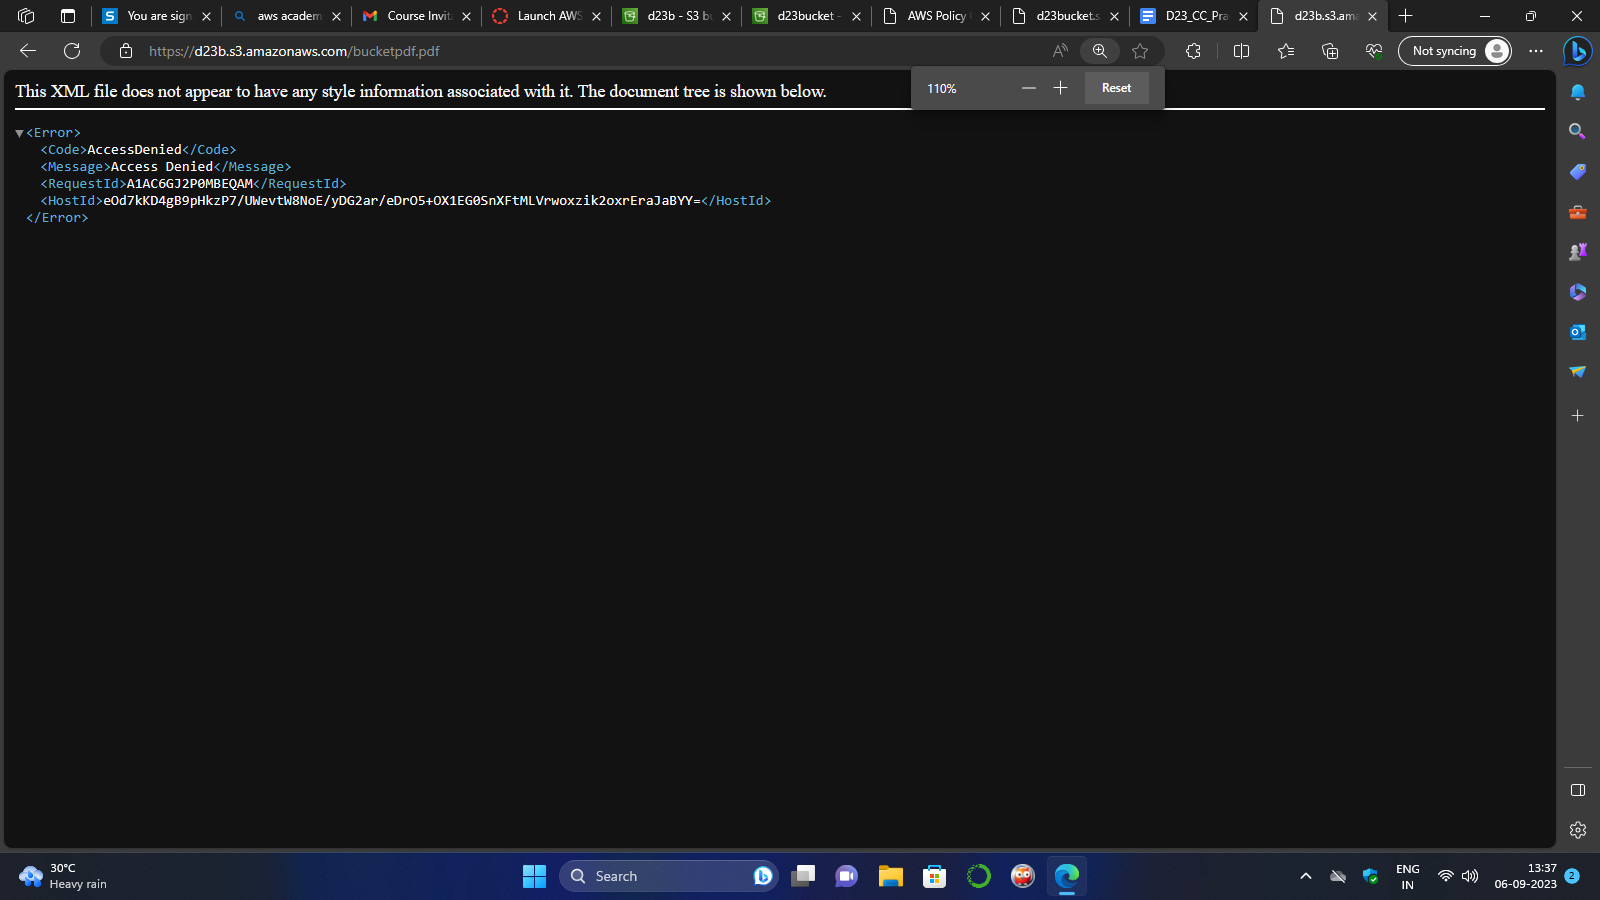 You are sign
aws academ
Course Invita
Launch AWS
d23b - S3 bu
d23bucket -
AWS Policy G
d23bucket.s
D23_CC_Pra
d23b.s3.ama
https://d23b.s3.amazonaws.com/bucketpdf.pdf
Not syncing
110%
Reset
This XML file does not appear to have any style information associated with it. The document tree is shown below.
▼<Error>
<Code>AccessDenied</Code>
<Message>Access Denied</Message>
<RequestId>A1AC6GJ2P0MBEQAM</RequestId>
<HostId>eOd7kKD4gB9pHkzP7/UWevtW8NoE/yDG2ar/eDrO5+OX1EG0SnXFtMLVrwoxzik2oxrEraJaBYY=</HostId>
</Error>
30°C
Heavy rain
Search
ENG
IN
13:37
06-09-2023
2